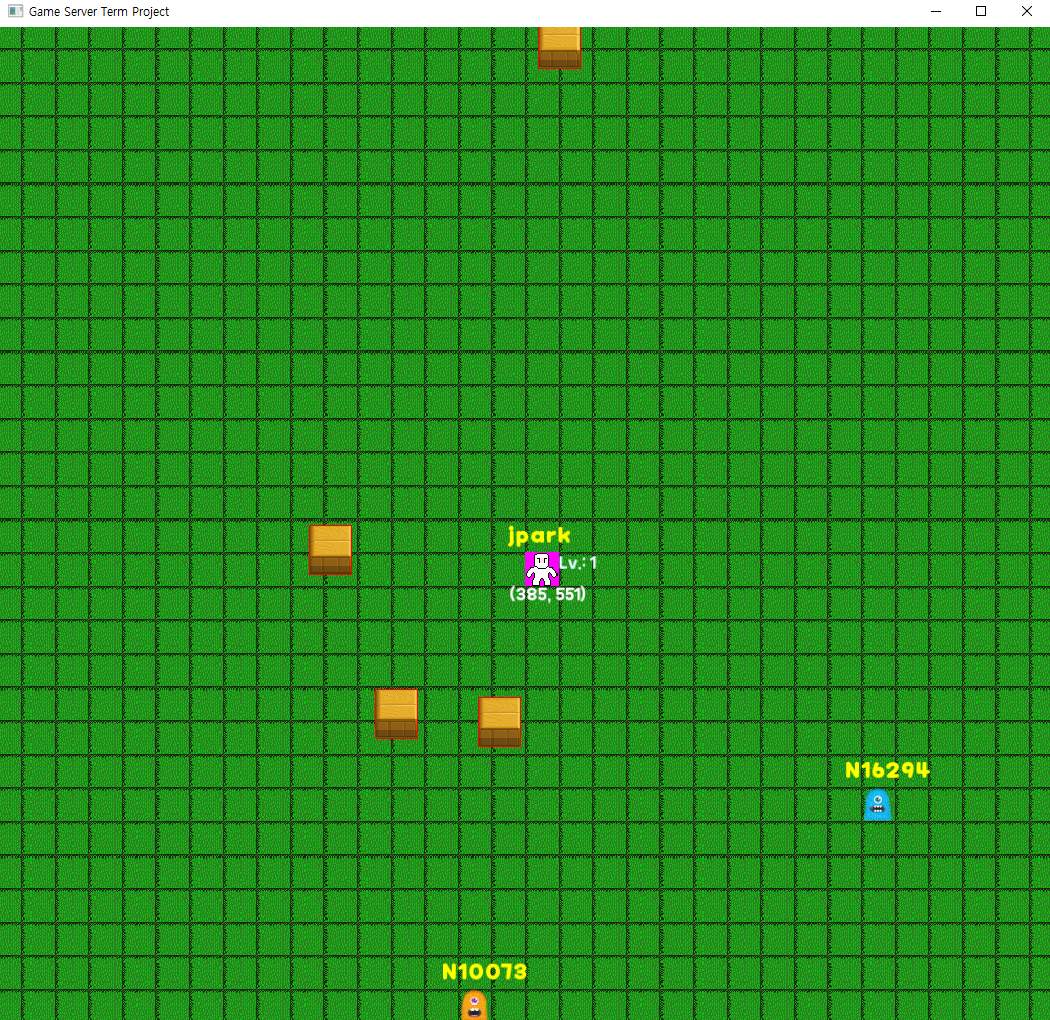 Game Server Term Project
jpark
Lv.: 1
(385, 551)
N16294
N10073